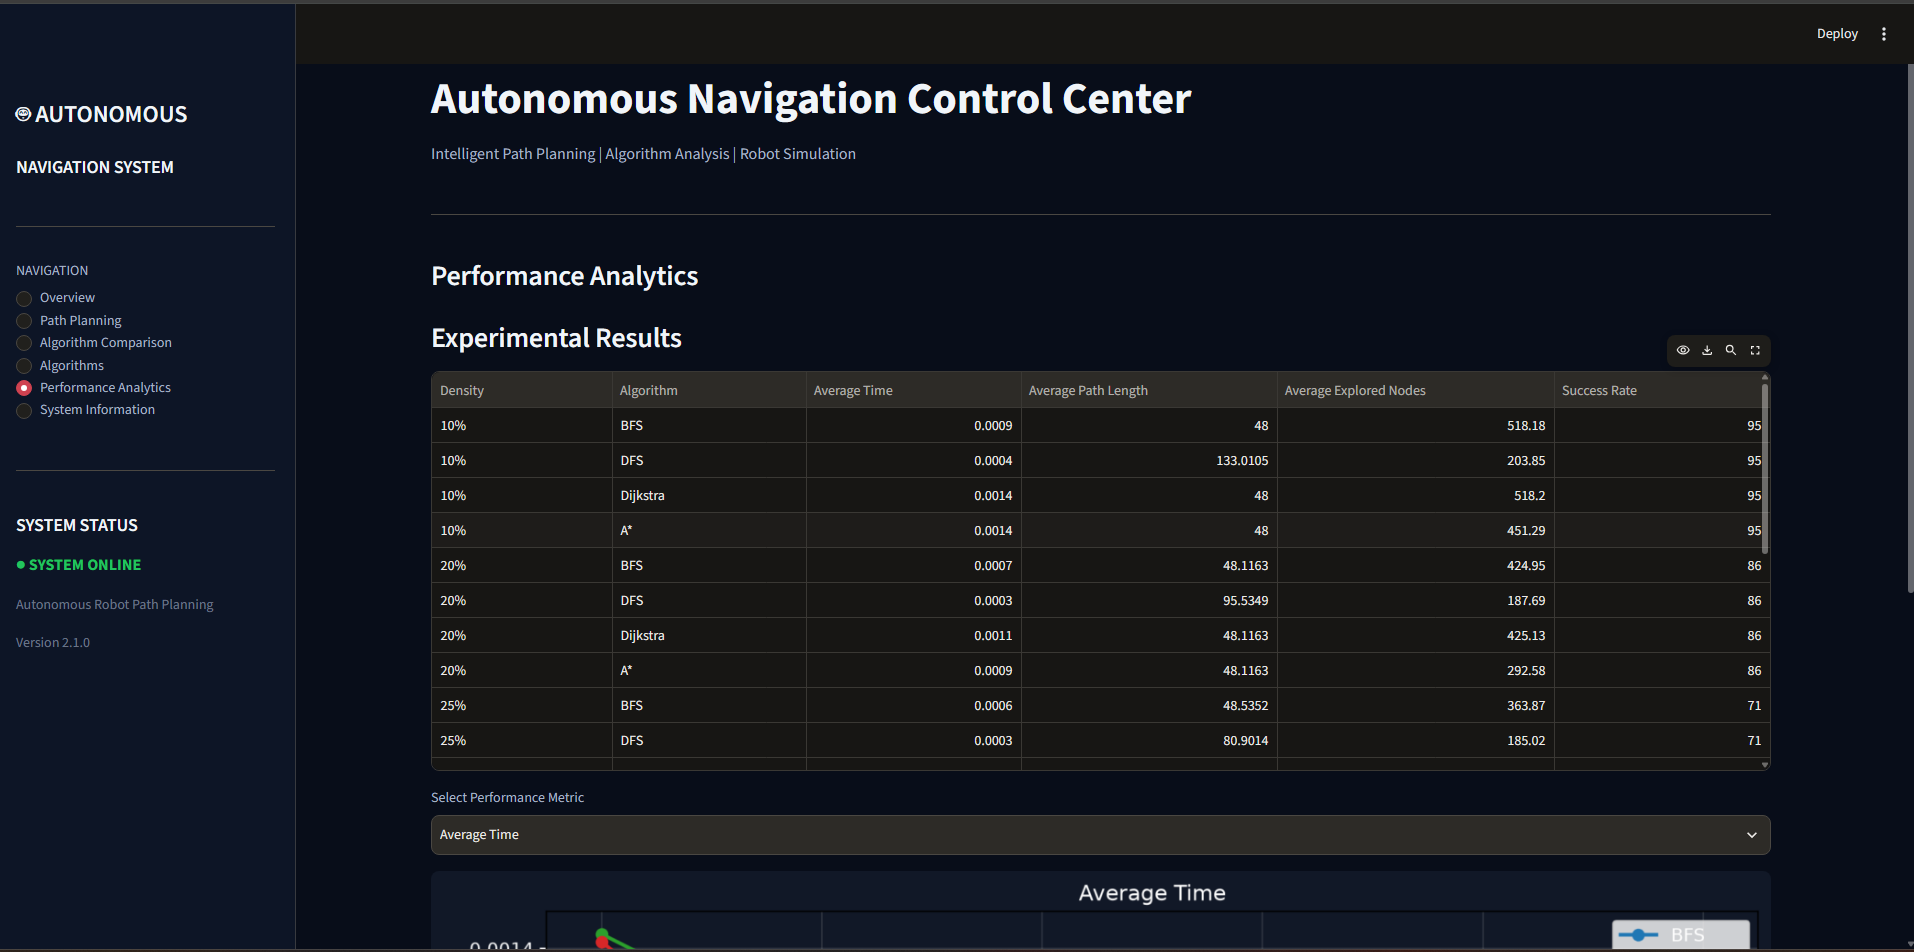 Deploy
AUTONOMOUS
NAVIGATION SYSTEM
NAVIGATION
Overview
Path Planning
Algorithm Comparison
Algorithms
Performance Analytics
System Information
SYSTEM STATUS
SYSTEM ONLINE
Autonomous Robot Path Planning
Version 2.1.0
Autonomous Navigation Control Center
Intelligent Path Planning | Algorithm Analysis | Robot Simulation
Performance Analytics
Experimental Results
Density Algorithm Average Time Average Path Length Average Explored Nodes Success Rate
10% BFS 0.0009 48 518.18 95
10% DFS 0.0004 133.0105 203.85 95
10% Dijkstra 0.0014 48 518.2 95
10% A* 0.0014 48 451.29 95
20% BFS 0.0007 48.1163 424.95 86
20% DFS 0.0003 95.5349 187.69 86
20% Dijkstra 0.0011 48.1163 425.13 86
20% A* 0.0009 48.1163 292.58 86
25% BFS 0.0006 48.5352 363.87 71
25% DFS 0.0003 80.9014 185.02 71
Select Performance Metric
Average Time
Average Time
0.0014
BFS